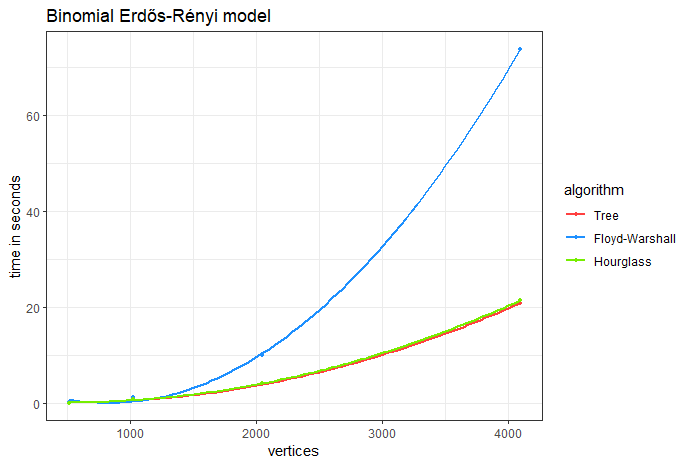 Binomial Erdős-Rényi model
time in seconds
60
40
20
0
1000
2000
3000
4000
vertices
algorithm
Tree
Floyd-Warshall
Hourglass